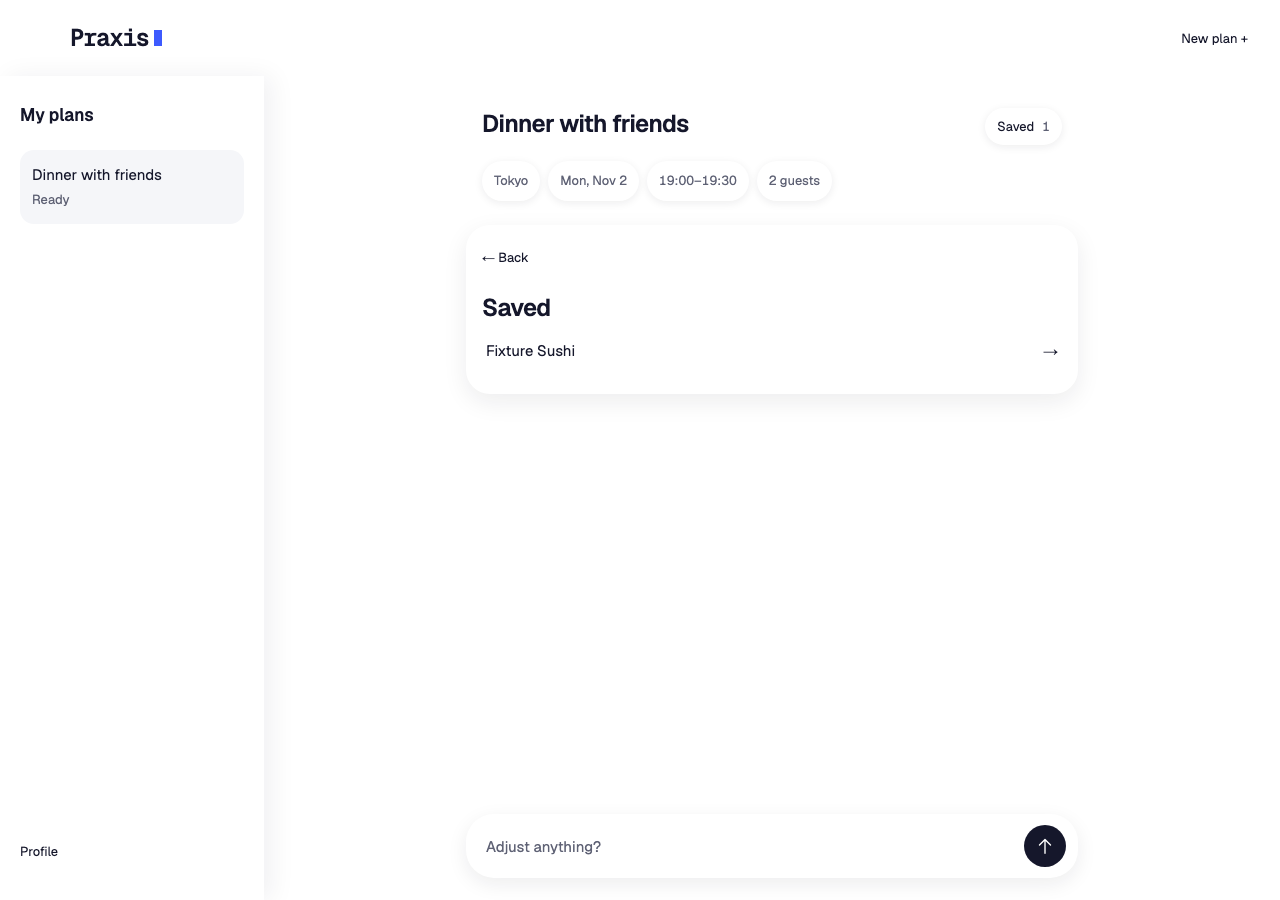 Praxis
New plan +
My plans
Dinner with friends
Ready
Profile
Dinner with friends
Saved 1
Tokyo
Mon, Nov 2
19:00–19:30
2 guests
← Back
Saved
Fixture Sushi →
Adjust anything?